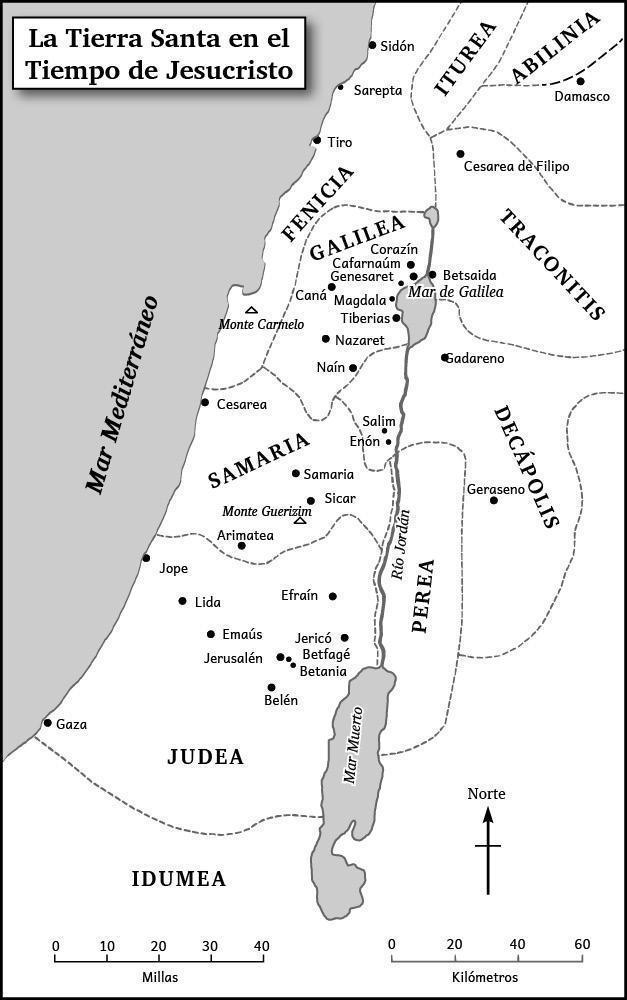 La Tierra Santa en el
Tiempo de Jesucristo
Sidón
ITUREA
ABILINIA
Sarepta
Damasco
Tiro
Cesarea de Filipo
FENICIA
TRACONITIS
GALILEA
Corazín
Cafarnaúm
Genesaret
Betsaida
Mar de Galilea
Caná
Magdala
Monte Carmelo
Tiberias
Nazaret
Naín
Gadareno
Mar Mediterráneo
Cesarea
Salim
Enón
DECÁPOLIS
SAMARIA
Samaria
Sicar
Geraseno
Monte Guerizim
Arimatea
Río Jordán
Jope
PEREA
Lida
Efraín
Emaús
Jericó
Jerusalén
Betfagé
Betania
Belén
Gaza
Mar Muerto
JUDEA
Norte
IDUMEA
0 10 20 30 40
Millas
0 20 40 60
Kilómetros